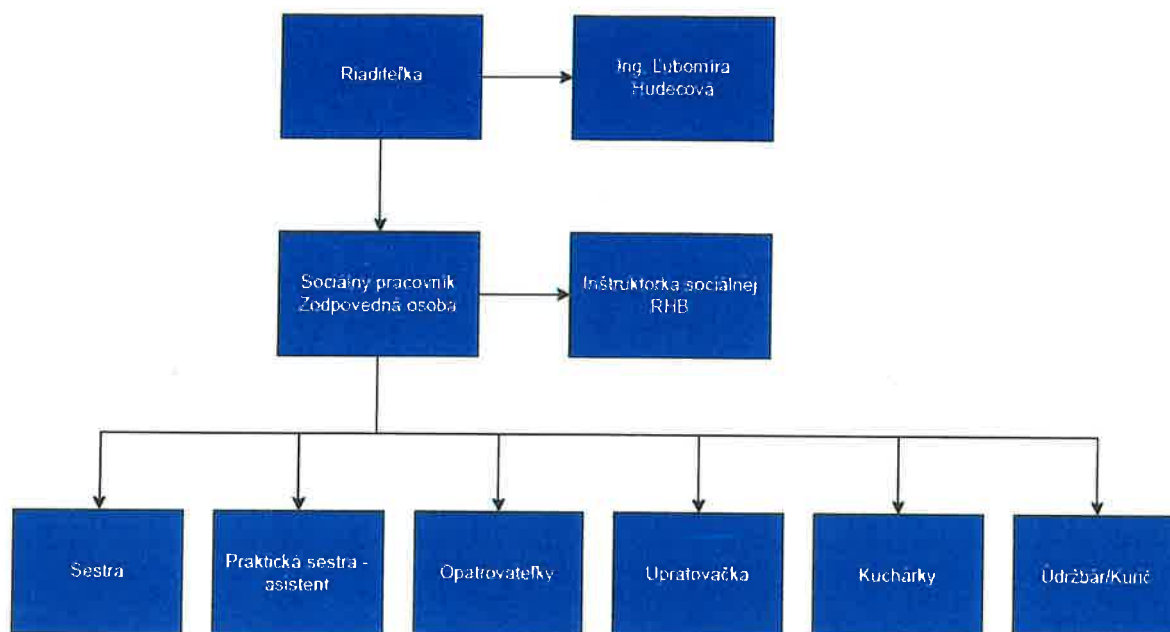 Riaditeľka
Ing. Ľubomíra
Hudecová
Sociálny pracovník
Zodpovedná osoba
Inštruktorka sociálnej
RHB
Sestra
Praktická sestra -
asistent
Opatrovateľky
Upratovačka
Kuchárky
Údržbár/Kurič